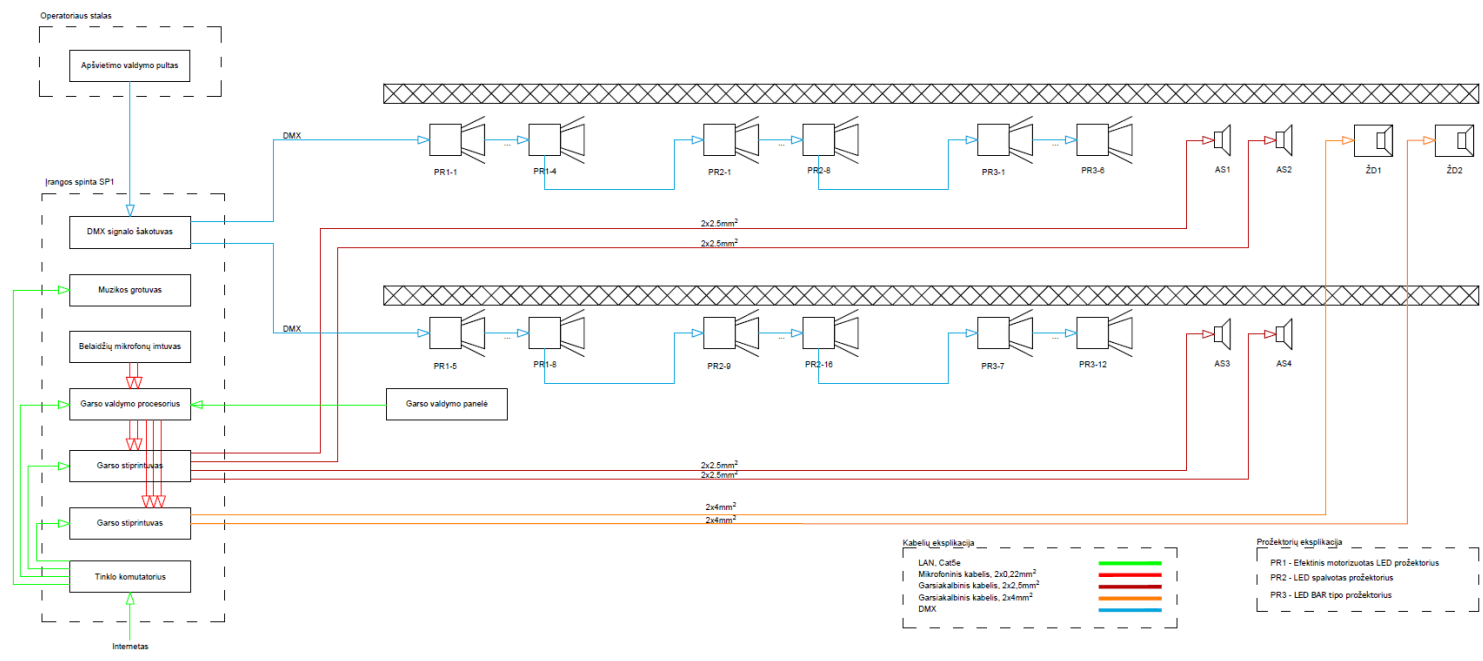 Operatoriaus stalas
Apšvietimo valdymo pultas
DMX
...
...
...
PR1-1
PR1-4
PR2-1
PR2-8
PR3-1
PR3-6
AS1
AS2
ŽD1
ŽD2
Įrangos spinta SP1
DMX signalo šakotuvas
2x2.5mm²
2x2.5mm²
Muzikos grotuvas
DMX
...
...
...
Belaidžių mikrofonų imtuvas
PR1-5
PR1-8
PR2-9
PR2-16
PR3-7
PR3-12
AS3
AS4
Garso valdymo procesorius
Garso valdymo panelė
Garso stiprintuvas
2x2.5mm²
2x2.5mm²
Garso stiprintuvas
2x4mm²
2x4mm²
Tinklo komutatorius
Internetas
Kabelių eksplikacija
LAN, Cat5e
Mikrofoninis kabelis, 2x0,22mm²
Garsiakalbinis kabelis, 2x2,5mm²
Garsiakalbinis kabelis, 2x4mm²
DMX
Prožektorių eksplikacija
PR1 - Efektinis motorizuotas LED prožektorius
PR2 - LED spalvotas prožektorius
PR3 - LED BAR tipo prožektorius